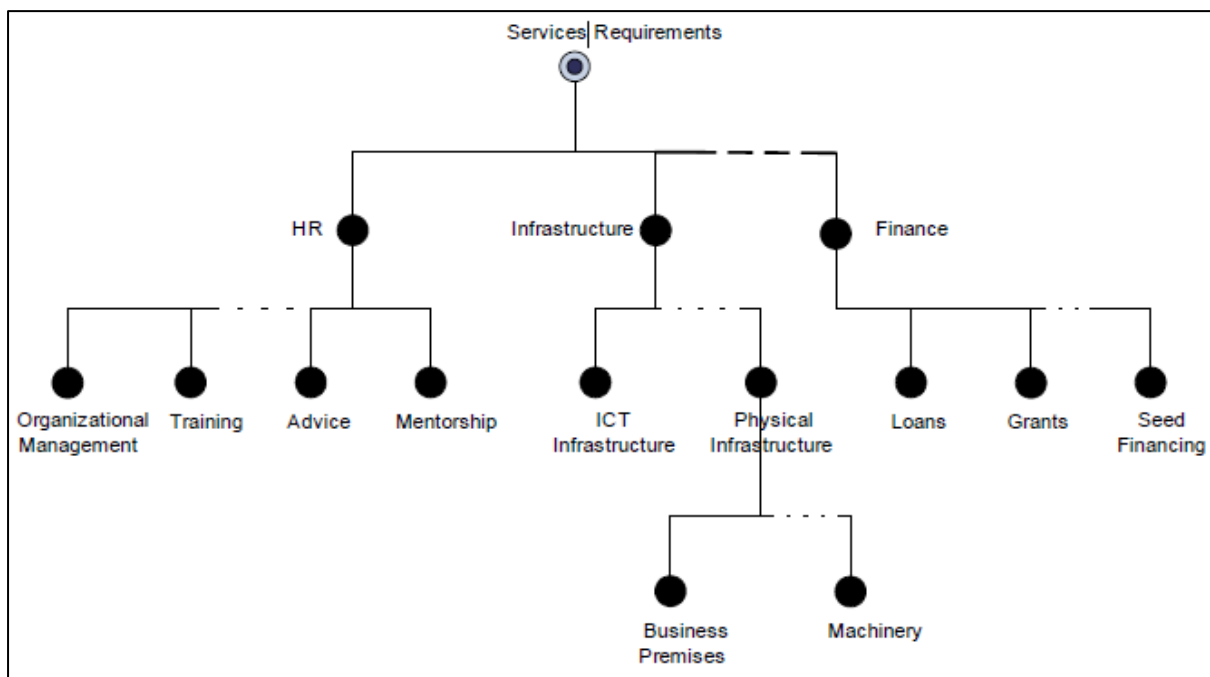 Services|Requirements
HR
Infrastructure
Finance
Organizational
Management
Training
Advice
Mentorship
ICT
Infrastructure
Physical
Infrastructure
Loans
Grants
Seed
Financing
Business
Premises
Machinery